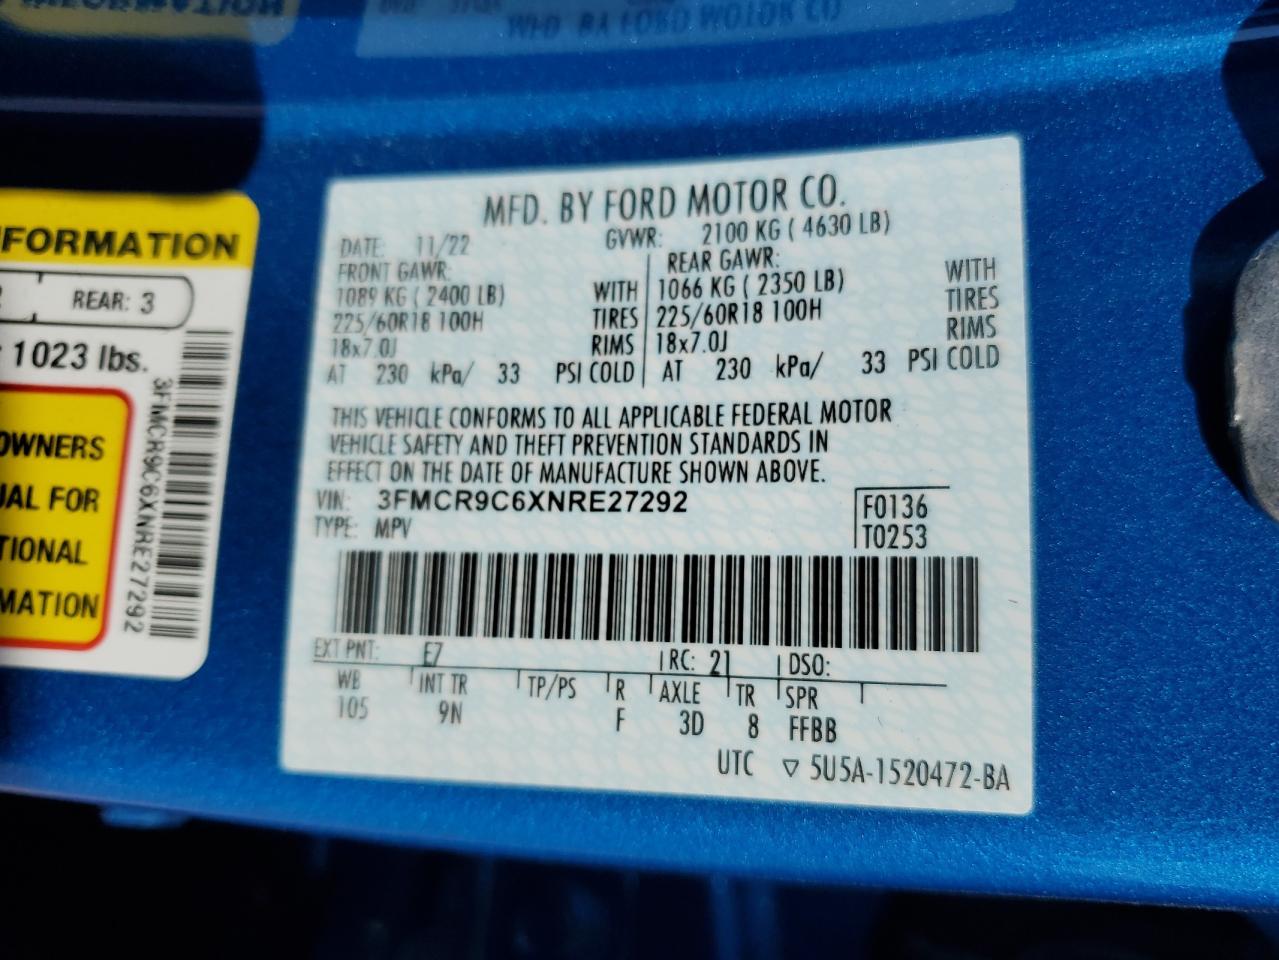 MFD. BY FORD MOTOR CO.
DATE: 11/22 GVWR: 2100 KG ( 4630 LB)
FRONT GAWR: REAR GAWR:
1089 KG ( 2400 LB) WITH 1066 KG ( 2350 LB) WITH
225/60R18 100H TIRES 225/60R18 100H TIRES
18x7.0J RIMS 18x7.0J RIMS
AT 230 kPa/ 33 PSI COLD AT 230 kPa/ 33 PSI COLD
THIS VEHICLE CONFORMS TO ALL APPLICABLE FEDERAL MOTOR
VEHICLE SAFETY AND THEFT PREVENTION STANDARDS IN
EFFECT ON THE DATE OF MANUFACTURE SHOWN ABOVE.
VIN: 3FMCR9C6XNRE27292 F0136
TYPE: MPV T0253
EXT PNT: E7 RC: 21 DSO:
WB INT TR TP/PS R AXLE TR SPR
105 9N F 3D 8 FFBB
UTC ▽ 5U5A-1520472-BA
FORMATION
REAR: 3
1023 lbs.
OWNERS
UAL FOR
TIONAL
MATION
3FMCR9C6XNRE27292